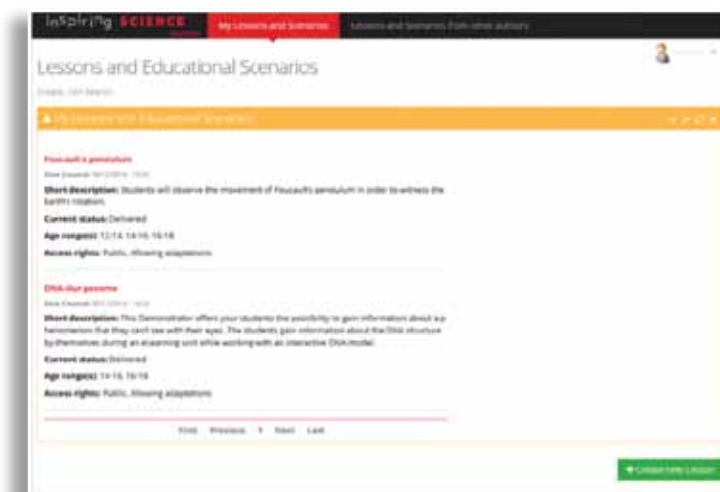 inspiring SCIENCE
My Lessons and Scenarios
Lessons and Scenarios from other authors
Lessons and Educational Scenarios
My Lessons and Educational Scenarios
Foucault's pendulum
Short description: Students will observe the movement of Foucault's pendulum in order to witness the
Earth's rotation.
Current status: Delivered
Age range(s): 12-14, 14-16, 16-18
Access rights: Public, Allowing adaptations
DNA-Our genome
Short description: This Demonstrator offers your students the possibility to gain information about a p
henomenon that they can't see with their eyes. The students gain information about the DNA structure
by themselves during an eLearning unit while working with an interactive DNA model.
Current status: Delivered
Age range(s): 14-16, 16-18
Access rights: Public, Allowing adaptations
First Previous 1 Next Last
Create new Lesson